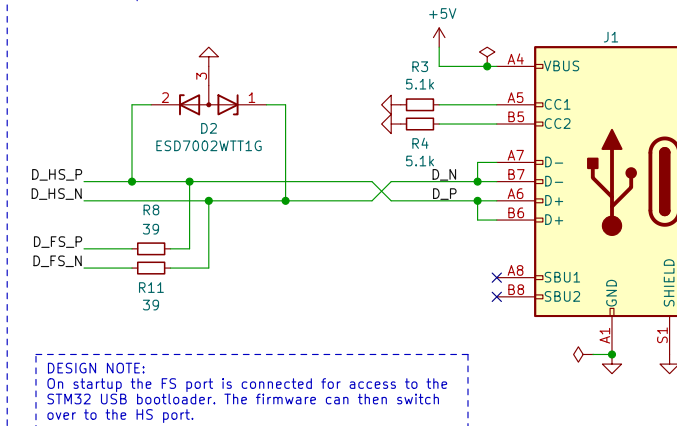 +5V
J1
R3
5.1k
A4
VBUS
3
2
1
A5
CC1
B5
CC2
D2
ESD7002WTT1G
R4
5.1k
A7
D-
D_HS_P
D_N
B7
D-
D_HS_N
D_P
A6
D+
R8
39
B6
D+
D_FS_P
D_FS_N
A8
SBU1
R11
39
B8
SBU2
GND
SHIELD
A1
S1
DESIGN NOTE:
On startup the FS port is connected for access to the
STM32 USB bootloader. The firmware can then switch
over to the HS port.